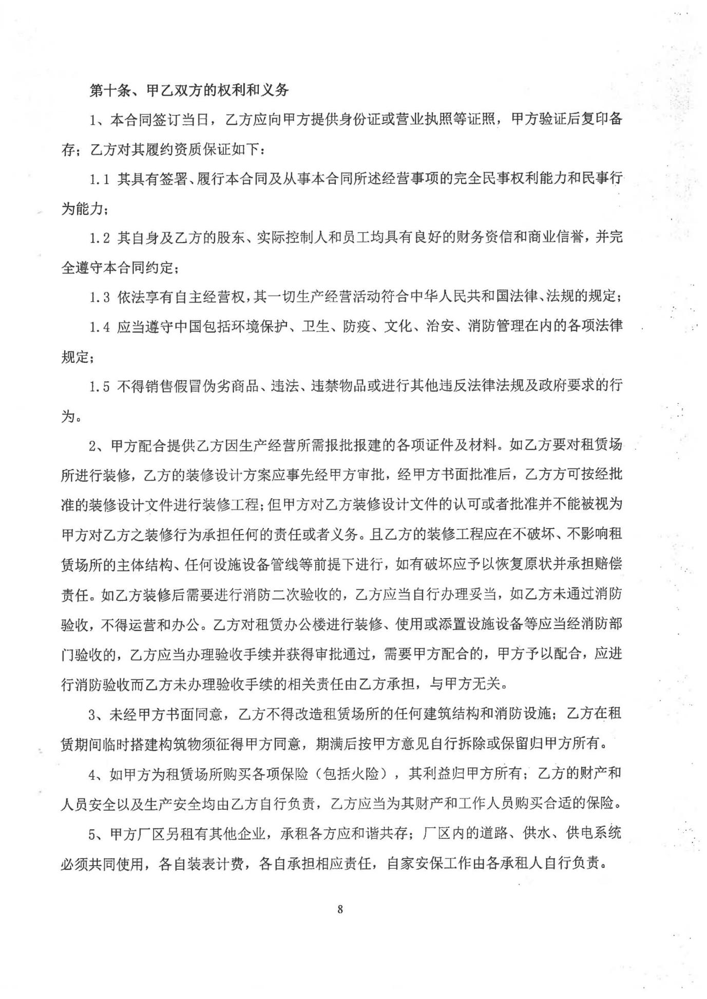 第十条、甲乙双方的权利和义务
1、本合同签订当日，乙方应向甲方提供身份证或营业执照等证照，甲方验证后复印备
存；乙方对其履约资质保证如下：
1.1 其具有签署、履行本合同及从事本合同所述经营事项的完全民事权利能力和民事行
为能力；
1.2 其自身及乙方的股东、实际控制人和员工均具有良好的财务资信和商业信誉，并完
全遵守本合同约定；
1.3 依法享有自主经营权，其一切生产经营活动符合中华人民共和国法律、法规的规定；
1.4 应当遵守中国包括环境保护、卫生、防疫、文化、治安、消防管理在内的各项法律
规定；
1.5 不得销售假冒伪劣商品、违法、违禁物品或进行其他违反法律法规及政府要求的行
为。
2、甲方配合提供乙方因生产经营所需报批报建的各项证件及材料。如乙方要对租赁场
所进行装修，乙方的装修设计方案应事先经甲方审批，经甲方书面批准后，乙方方可按经批
准的装修设计文件进行装修工程；但甲方对乙方装修设计文件的认可或者批准并不能被视为
甲方对乙方之装修行为承担任何的责任或者义务。且乙方的装修工程应在不破坏、不影响租
赁场所的主体结构、任何设施设备管线等前提下进行，如有破坏应予以恢复原状并承担赔偿
责任。如乙方装修后需要进行消防二次验收的，乙方应当自行办理妥当，如乙方未通过消防
验收，不得运营和办公。乙方对租赁办公楼进行装修、使用或添置设施设备等应当经消防部
门验收的，乙方应当办理验收手续并获得审批通过，需要甲方配合的，甲方予以配合，应进
行消防验收而乙方未办理验收手续的相关责任由乙方承担，与甲方无关。
3、未经甲方书面同意，乙方不得改造租赁场所的任何建筑结构和消防设施；乙方在租
赁期间临时搭建构筑物须征得甲方同意，期满后按甲方意见自行拆除或保留归甲方所有。
4、如甲方为租赁场所购买各项保险（包括火险），其利益归甲方所有；乙方的财产和
人员安全以及生产安全均由乙方自行负责，乙方应当为其财产和工作人员购买合适的保险。
5、甲方厂区另租有其他企业，承租各方应和谐共存；厂区内的道路、供水、供电系统
必须共同使用，各自装表计费，各自承担相应责任，自家安保工作由各承租人自行负责。
8